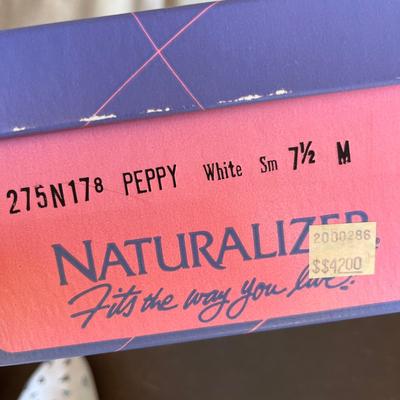 275N178 PEPPY White Sm 7½ M
NATURALIZER
2000286
$$4200
Fits the way you live.